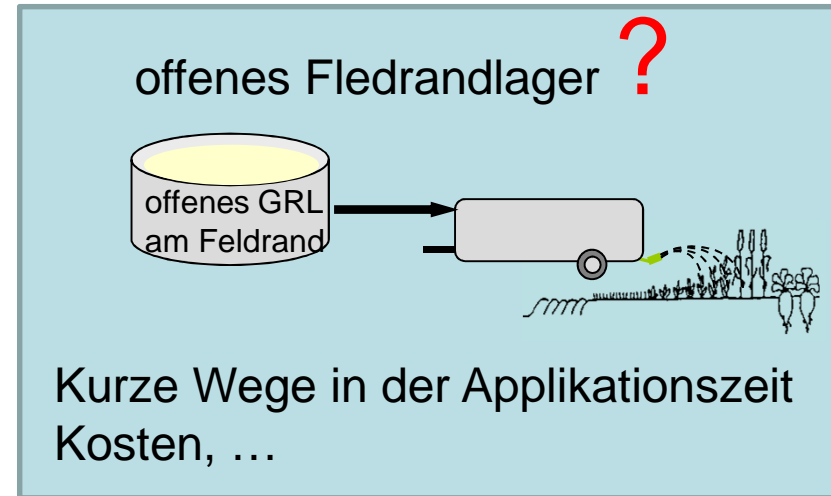 offenes Fledrandlager ?
offenes GRL
am Feldrand
Kurze Wege in der Applikationszeit
Kosten, …